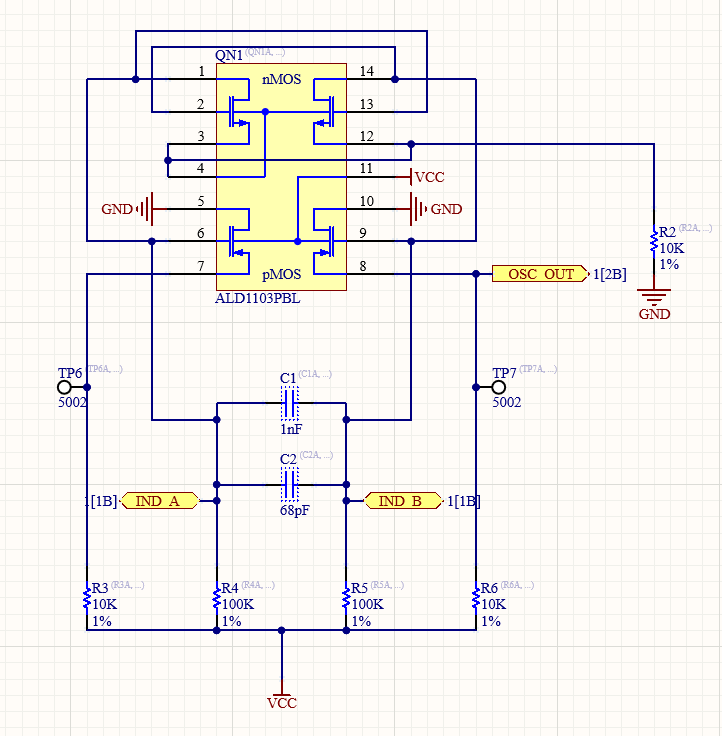 QN1 (QN1A, ...)
1 nMOS 14
2 13
3 12
4 11 VCC
GND 5 10 GND
6 9
7 pMOS 8
ALD1103PBL
OSC_OUT 1[2B]
R2 (R2A, ...)
10K
1%
GND
TP6 (TP6A, ...)
5002
C1 (C1A, ...)
1nF
TP7 (TP7A, ...)
5002
C2 (C2A, ...)
68pF
1[1B] IND_A
IND_B 1[1B]
R3 (R3A, ...)
10K
1%
R4 (R4A, ...)
100K
1%
R5 (R5A, ...)
100K
1%
R6 (R6A, ...)
10K
1%
VCC